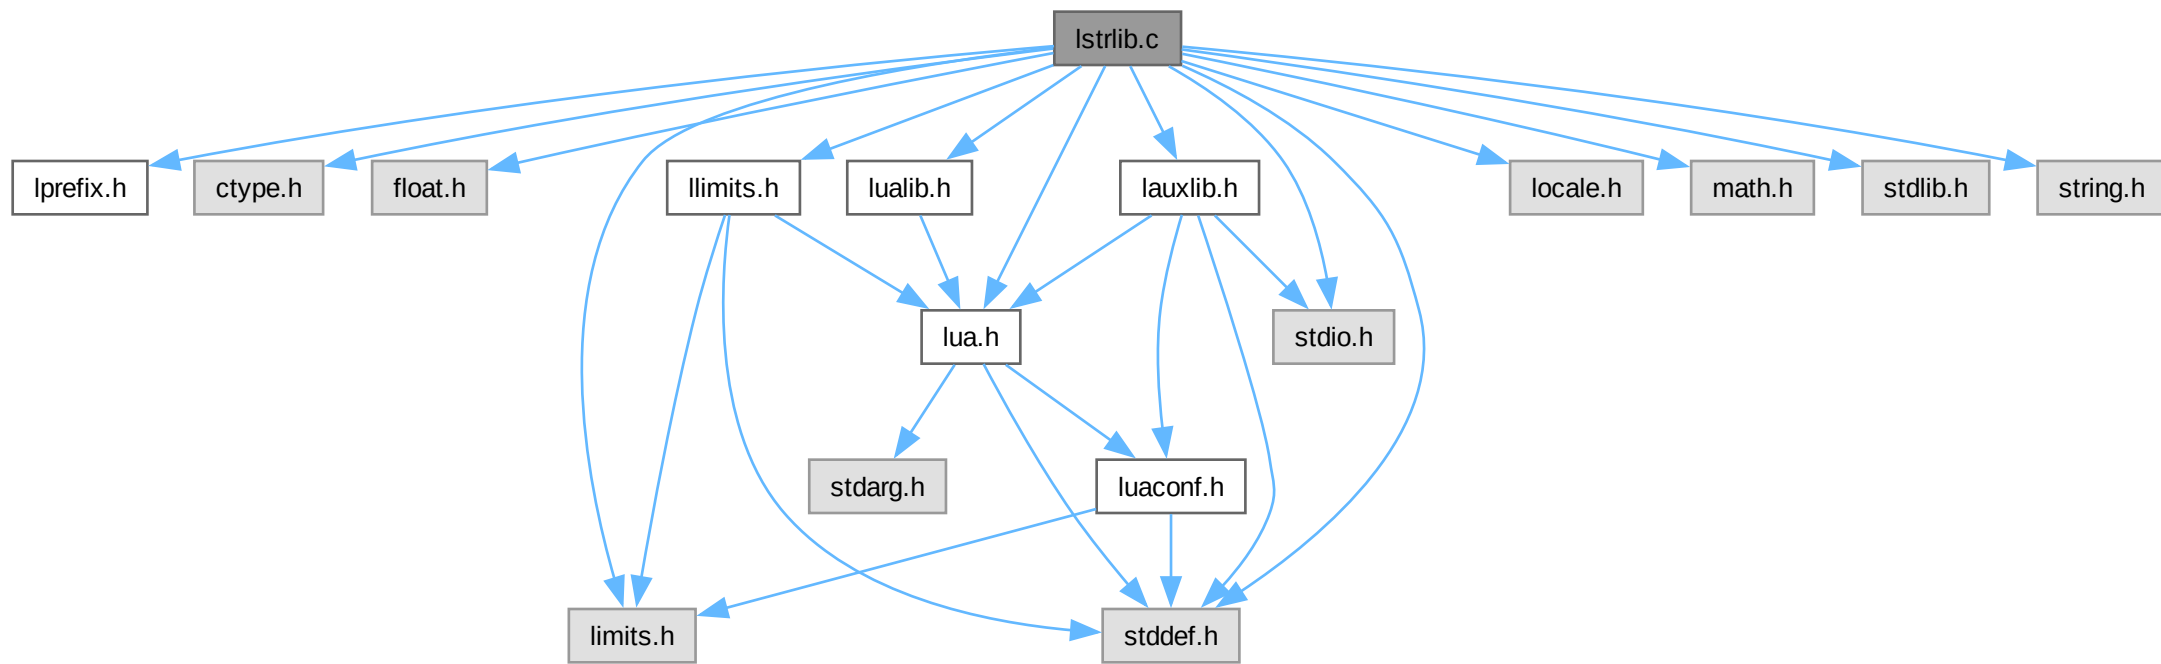 lstrlib.c
lprefix.h
ctype.h
float.h
llimits.h
lualib.h
lauxlib.h
locale.h
math.h
stdlib.h
string.h
lua.h
stdio.h
stdarg.h
luaconf.h
limits.h
stddef.h